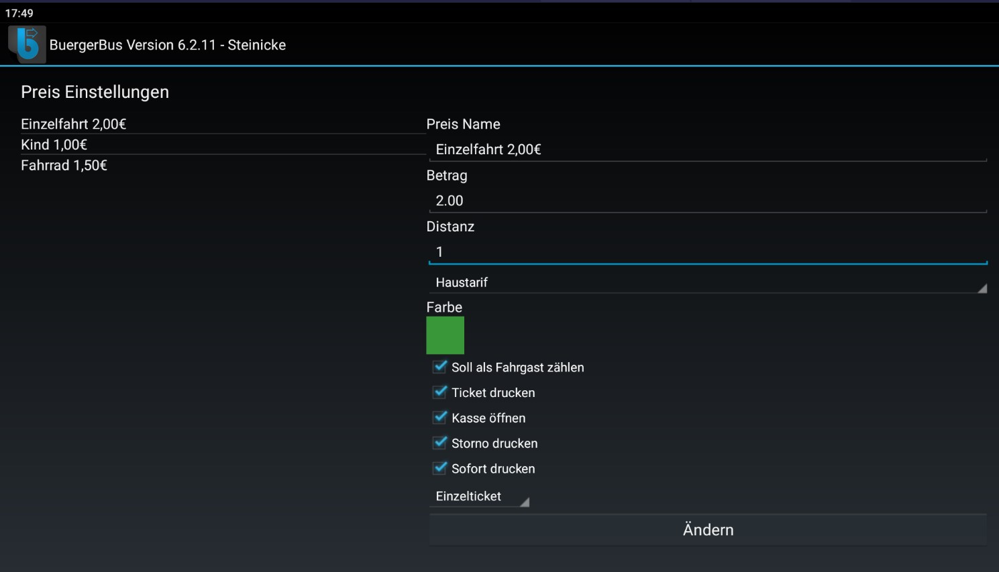 17:49
BuergerBus Version 6.2.11 - Steinicke
Preis Einstellungen
Einzelfahrt 2,00€
Kind 1,00€
Fahrrad 1,50€
Preis Name
Einzelfahrt 2,00€
Betrag
2.00
Distanz
1
Haustarif
Farbe
Soll als Fahrgast zählen
Ticket drucken
Kasse öffnen
Storno drucken
Sofort drucken
Einzelticket
Ändern